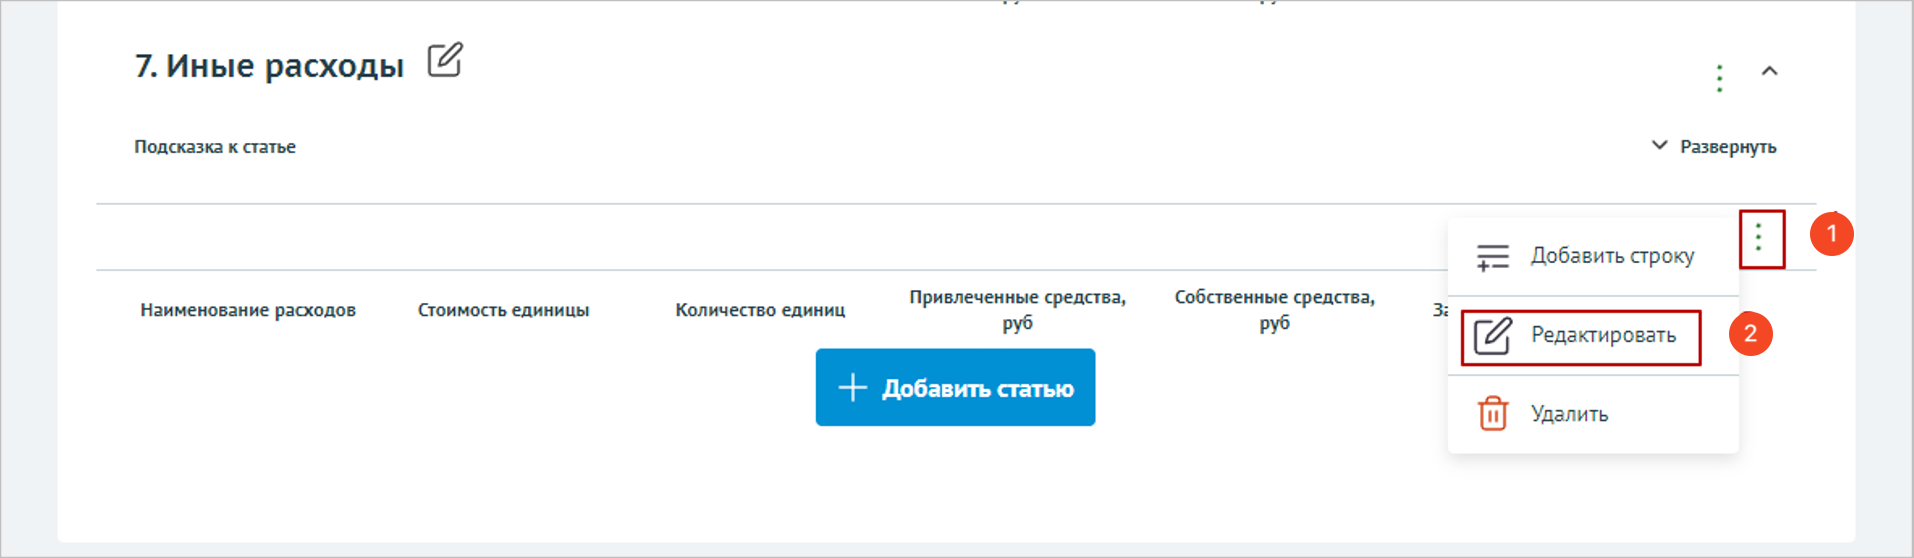 7. Иные расходы
Подсказка к статье
Развернуть
1
Добавить строку
Наименование расходов
Стоимость единицы
Количество единиц
Привлеченные средства,
руб
Собственные средства,
руб
Редактировать
2
Добавить статью
Удалить